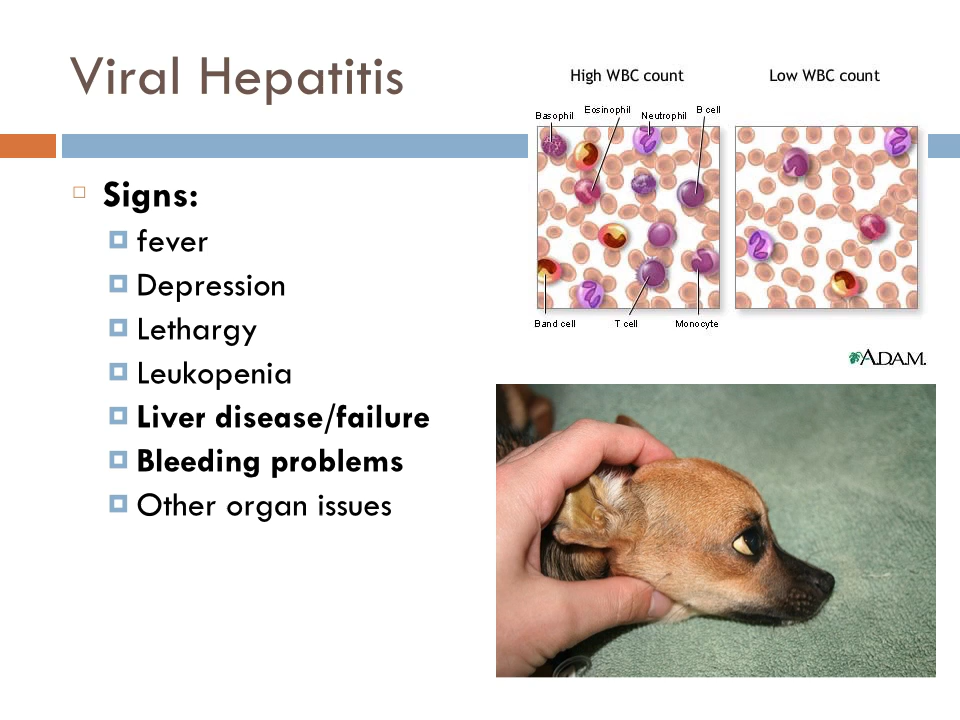 Viral Hepatitis
Signs:
fever
Depression
Lethargy
Leukopenia
Liver disease/failure
Bleeding problems
Other organ issues
High WBC count
Low WBC count
Basophil
Eosinophil
Neutrophil
B cell
Band cell
T cell
Monocyte
A.D.A.M.